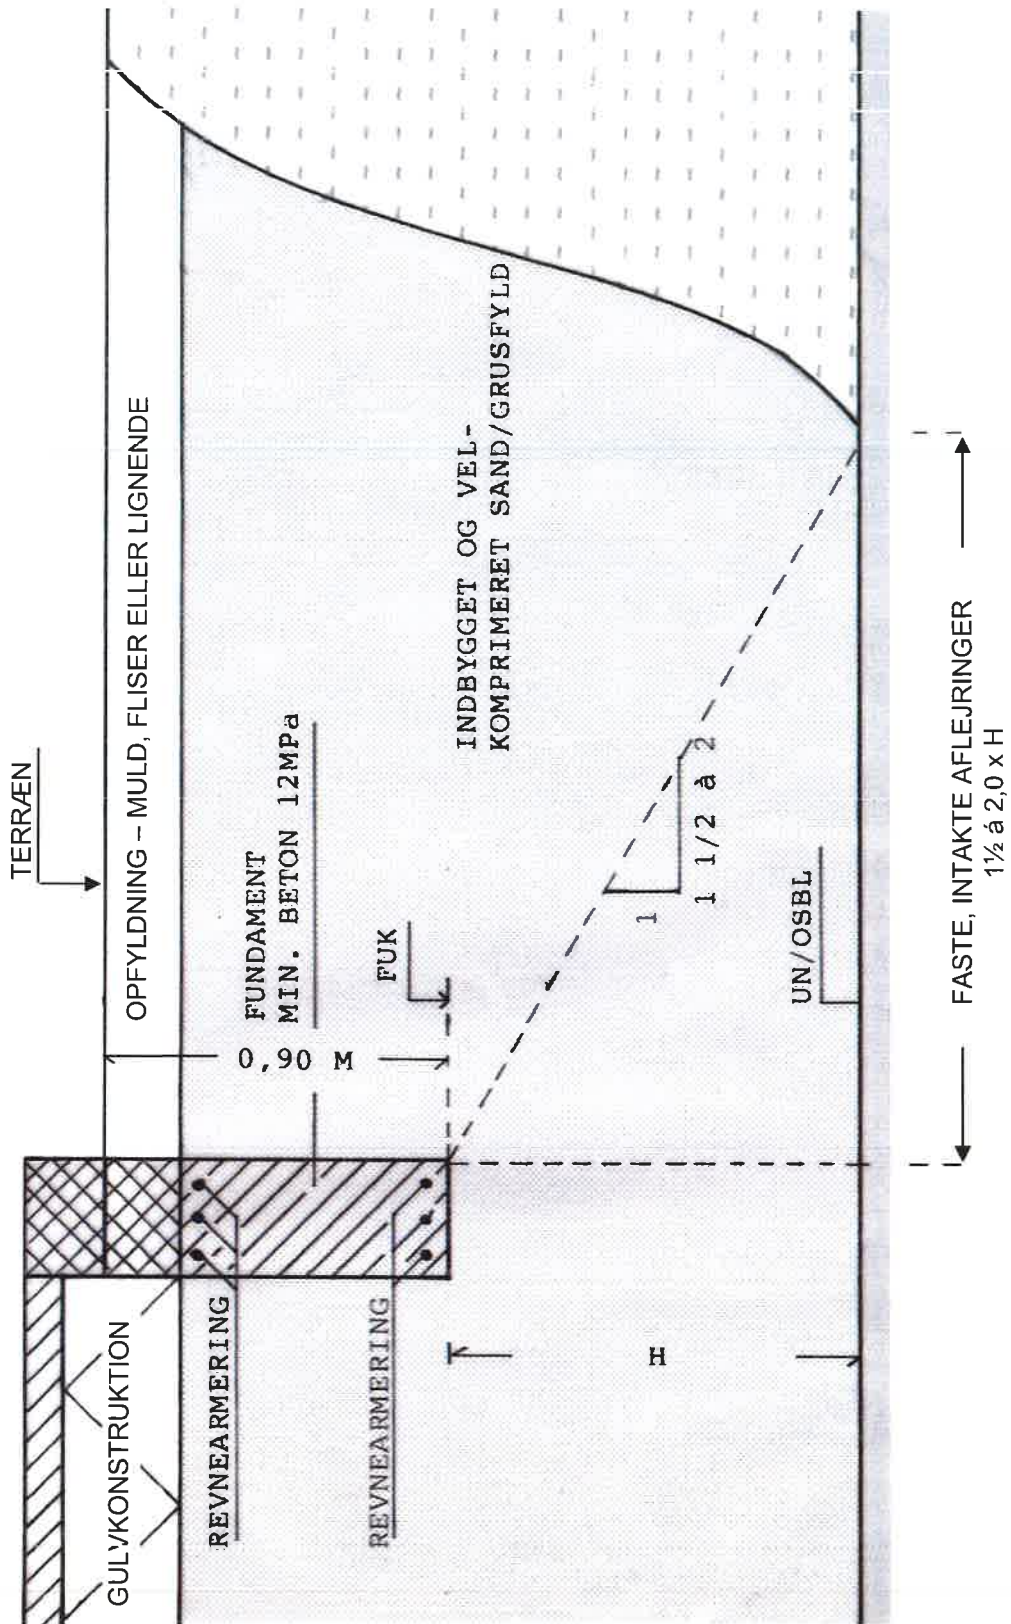 TERRÆN
OPFYLDNING – MULD, FLISER ELLER LIGNENDE
GULVKONSTRUKTION
FUNDAMENT
MIN. BETON 12MPa
0,90 M
REVNEARMERING
FUK
REVNEARMERING
INDBYGGET OG VEL-
KOMPRIMERET SAND/GRUSFYLD
1
1 1/2 à 2
H
UN/OSBL
FASTE, INTAKTE AFLEJRINGER
1½ á 2,0 x H